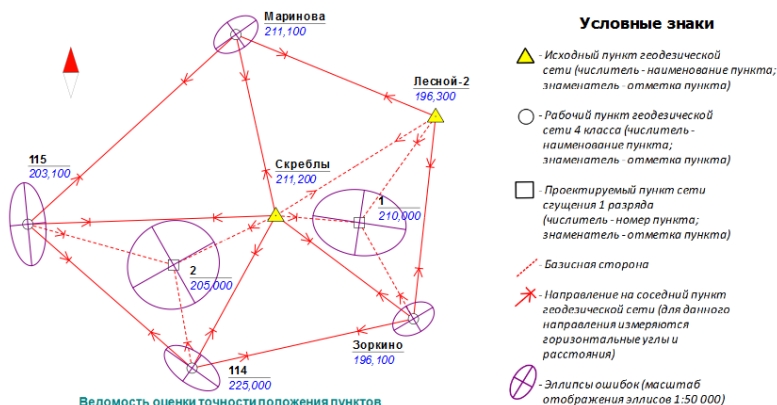 Маринова
211,100
Лесной-2
196,300
115
203,100
Скреблы
211,200
1
210,000
2
205,000
Зоркино
196,100
114
225,000
Ведомость оценки точности положения пунктов
Условные знаки
- Исходный пункт геодезической
сети (числитель - наименование пункта;
знаменатель - отметка пункта)
- Рабочий пункт геодезической
сети 4 класса (числитель -
наименование пункта;
знаменатель - отметка пункта)
- Проектируемый пункт сети
сгущения 1 разряда
(числитель - номер пункта;
знаменатель - отметка пункта)
- Базисная сторона
- Направление на соседний пункт
геодезической сети (для данного
направления измеряются
горизонтальные углы и
расстояния)
- Эллипсы ошибок (масштаб
отображения эллисов 1:50 000)